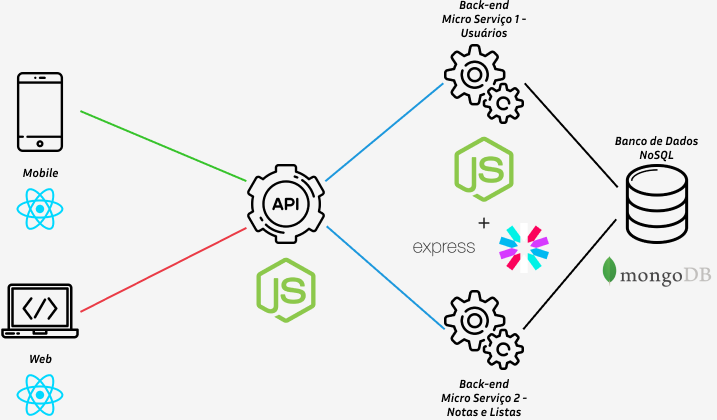 Back-end
Micro Serviço 1 -
Usuários
Mobile
API
JS
JS
+
express
Banco de Dados
NoSQL
mongoDB
Web
Back-end
Micro Serviço 2 -
Notas e Listas